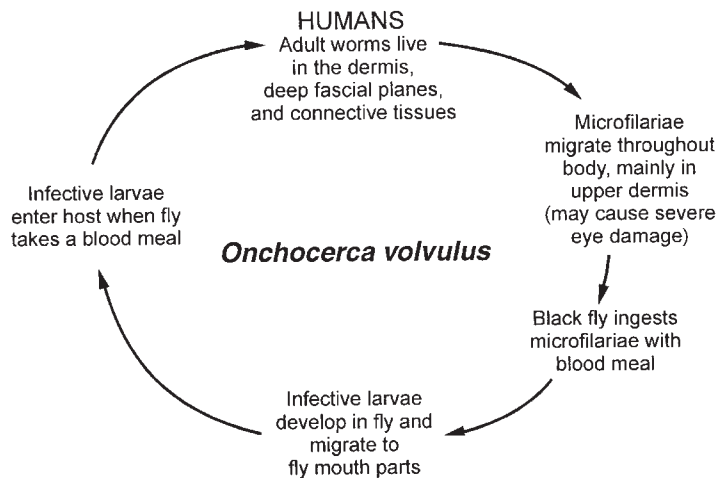 HUMANS
Adult worms live
in the dermis,
deep fascial planes,
and connective tissues
Microfilariae
migrate throughout
body, mainly in
upper dermis
(may cause severe
eye damage)
Black fly ingests
microfilariae with
blood meal
Infective larvae
develop in fly and
migrate to
fly mouth parts
Infective larvae
enter host when fly
takes a blood meal
Onchocerca volvulus